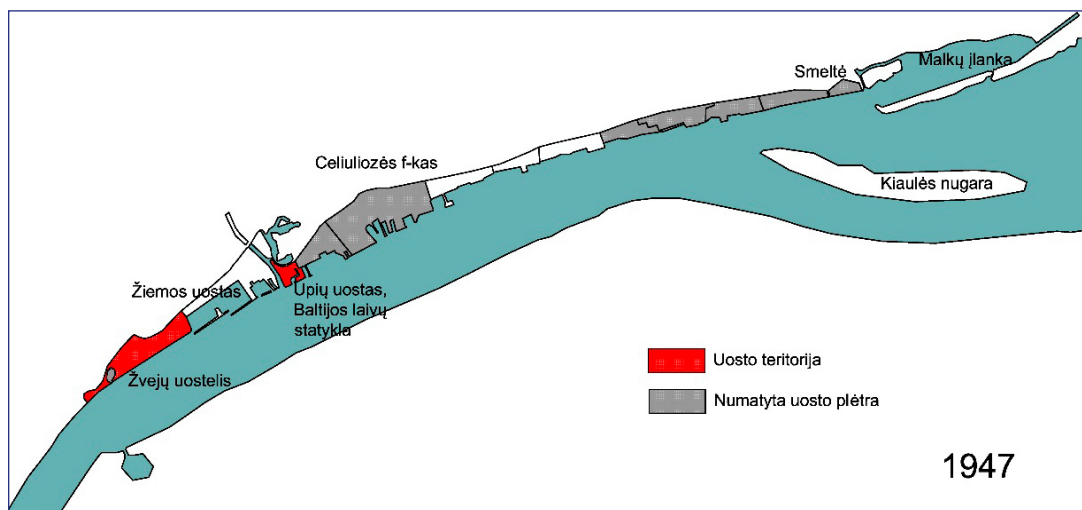 Malkų įlanka
Smeltė
Celiuliozės f-kas
Kiaulės nugara
Žiemos uostas
Upių uostas,
Baltijos laivų
statykla
Žvejų uostelis
Uosto teritorija
Numatyta uosto plėtra
1947